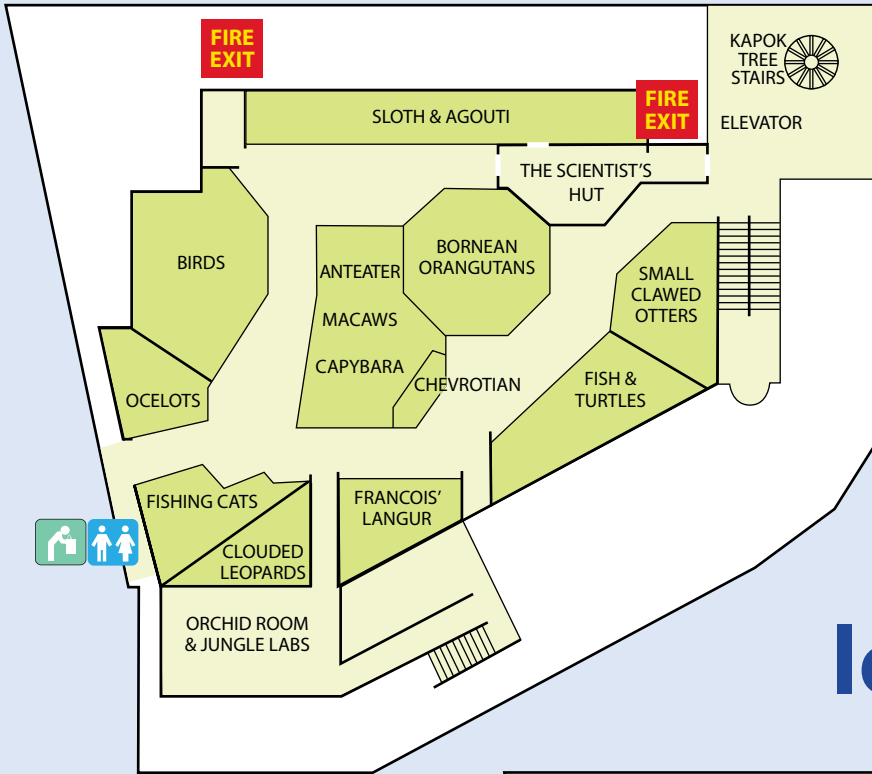 FIRE
EXIT
KAPOK
TREE
STAIRS
FIRE
EXIT
SLOTH & AGOUTI
ELEVATOR
THE SCIENTIST'S
HUT
BIRDS
ANTEATER
BORNEAN
ORANGUTANS
SMALL
CLAWED
OTTERS
MACAWS
CAPYBARA
CHEVROTIAN
FISH &
TURTLES
OCELOTS
FISHING CATS
FRANCOIS'
LANGUR
CLOUDED
LEOPARDS
ORCHID ROOM
& JUNGLE LABS